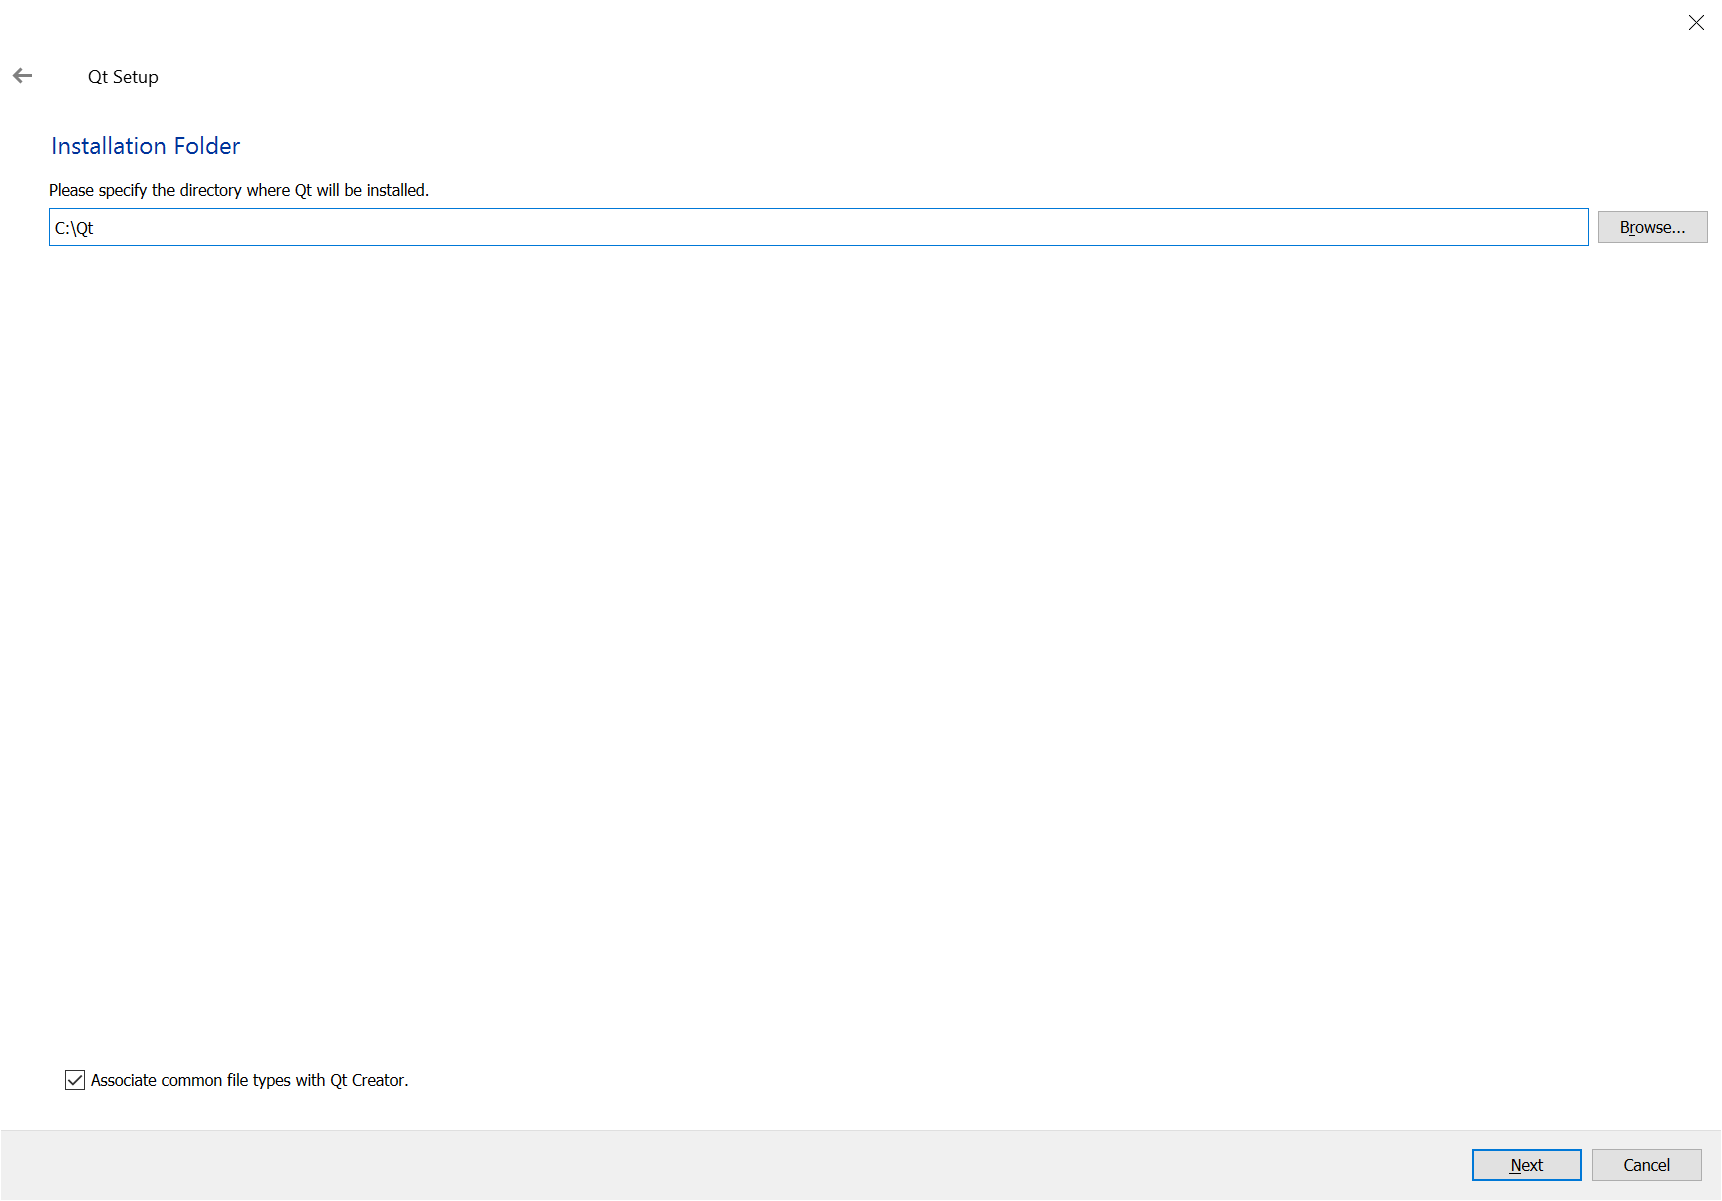 Qt Setup
Installation Folder
Please specify the directory where Qt will be installed.
C:\Qt
Browse...
Associate common file types with Qt Creator.
Next
Cancel